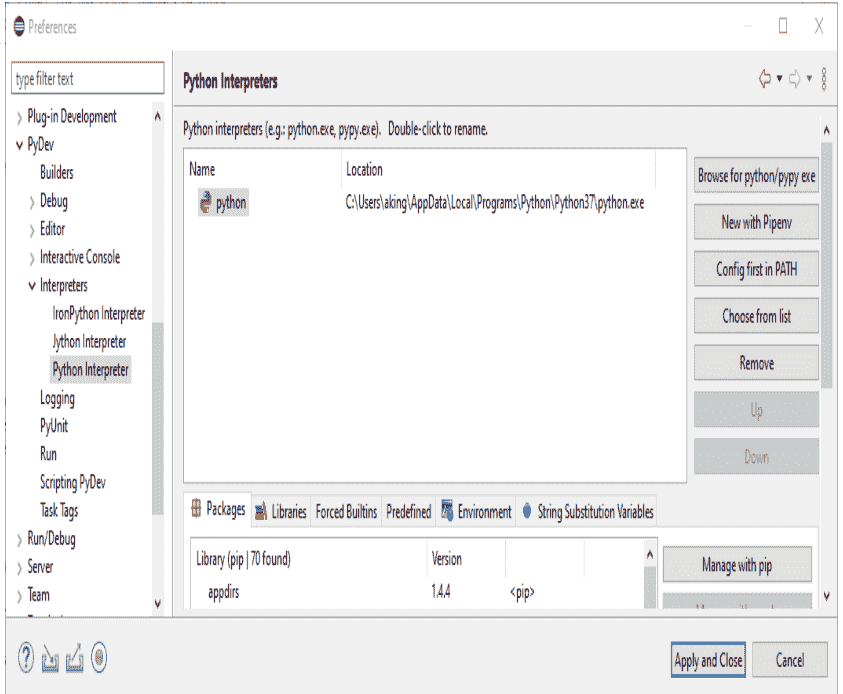 Preferences
type filter text
Python Interpreters
Plug-in Development
PyDev
Builders
Debug
Editor
Interactive Console
Interpreters
IronPython Interpreter
Jython Interpreter
Python Interpreter
Logging
PyUnit
Run
Scripting PyDev
Task Tags
Run/Debug
Server
Team
Python interpreters (e.g.: python.exe, pypy.exe). Double-click to rename.
Name Location
python C:\Users\aking\AppData\Local\Programs\Python\Python37\python.exe
Browse for python/pypy exe
New with Pipenv
Config first in PATH
Choose from list
Remove
Up
Down
Packages Libraries Forced Builtins Predefined Environment String Substitution Variables
Library (pip | 70 found) Version
appdirs 1.4.4 <pip>
Manage with pip
Apply and Close Cancel